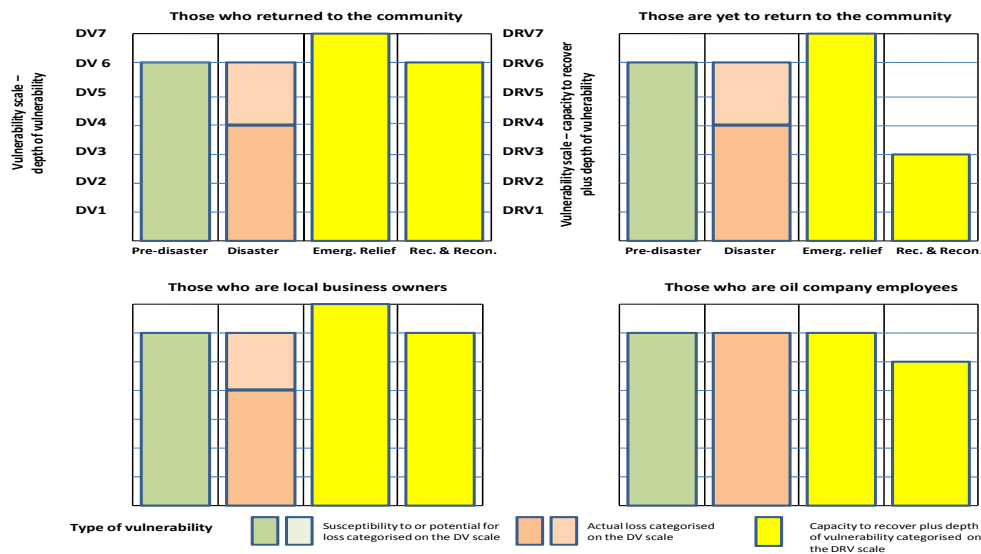 Those who returned to the community
Those are yet to return to the community
Vulnerability scale –
depth of vulnerability
DV7
DV 6
DV5
DV4
DV3
DV2
DV1
DRV7
DRV6
DRV5
DRV4
DRV3
DRV2
DRV1
Vulnerability scale – capacity to recover
plus depth of vulnerability
Pre-disaster Disaster Emerg. Relief Rec. & Recon.
Pre-disaster Disaster Emerg. relief Rec. & Recon.
Those who are local business owners
Those who are oil company employees
Type of vulnerability
Susceptibility to or potential for
loss categorised on the DV scale
Actual loss categorised
on the DV scale
Capacity to recover plus depth
of vulnerability categorised on
the DRV scale